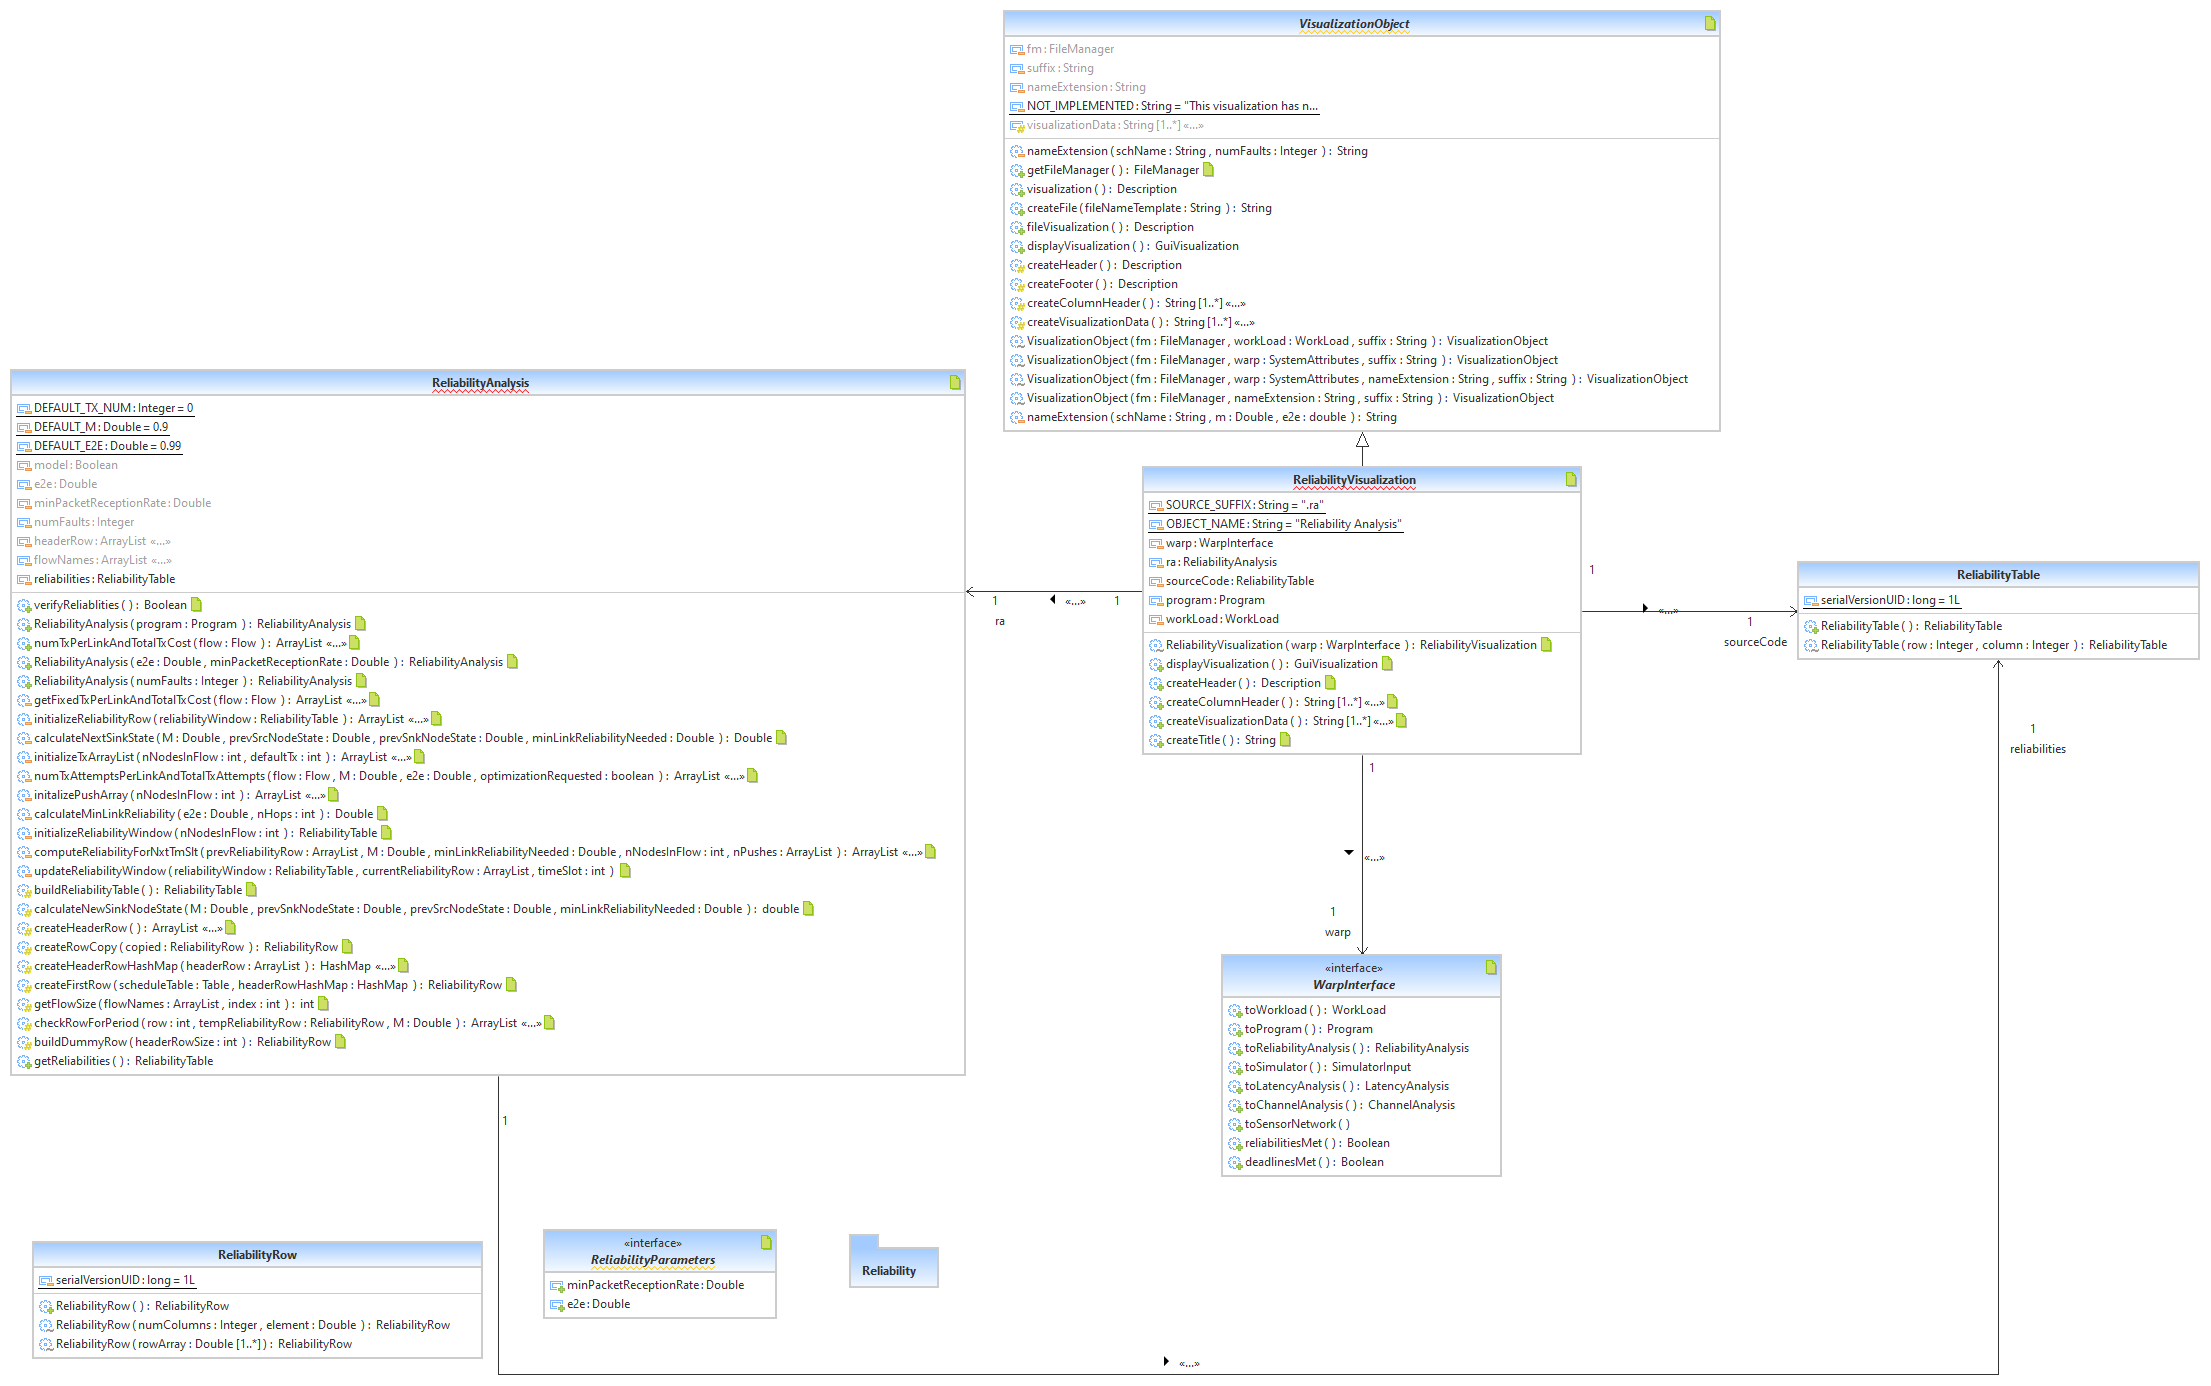 VisualizationObject
fm : FileManager
suffix : String
nameExtension : String
NOT_IMPLEMENTED : String = "This visualization has n...
visualizationData : String [1..*] «...»
nameExtension ( schName : String , numFaults : Integer ) : String
getFileManager ( ) : FileManager
visualization ( ) : Description
createFile ( fileNameTemplate : String ) : String
fileVisualization ( ) : Description
displayVisualization ( ) : GuiVisualization
createHeader ( ) : Description
createFooter ( ) : Description
createColumnHeader ( ) : String [1..*] «...»
createVisualizationData ( ) : String [1..*] «...»
VisualizationObject ( fm : FileManager , workLoad : WorkLoad , suffix : String ) : VisualizationObject
VisualizationObject ( fm : FileManager , warp : SystemAttributes , suffix : String ) : VisualizationObject
VisualizationObject ( fm : FileManager , warp : SystemAttributes , nameExtension : String , suffix : String ) : VisualizationObject
VisualizationObject ( fm : FileManager , nameExtension : String , suffix : String ) : VisualizationObject
nameExtension ( schName : String , m : Double , e2e : double ) : String
ReliabilityAnalysis
DEFAULT_TX_NUM : Integer = 0
DEFAULT_M : Double = 0.9
DEFAULT_E2E : Double = 0.99
model : Boolean
e2e : Double
minPacketReceptionRate : Double
numFaults : Integer
headerRow : ArrayList «...»
flowNames : ArrayList «...»
reliabilities : ReliabilityTable
verifyReliablities ( ) : Boolean
ReliabilityAnalysis ( program : Program ) : ReliabilityAnalysis
numTxPerLinkAndTotalTxCost ( flow : Flow ) : ArrayList «...»
ReliabilityAnalysis ( e2e : Double , minPacketReceptionRate : Double ) : ReliabilityAnalysis
ReliabilityAnalysis ( numFaults : Integer ) : ReliabilityAnalysis
getFixedTxPerLinkAndTotalTxCost ( flow : Flow ) : ArrayList «...»
initializeReliabilityRow ( reliabilityWindow : ReliabilityTable ) : ArrayList «...»
calculateNextSinkState ( M : Double , prevSrcNodeState : Double , prevSnkNodeState : Double , minLinkReliabilityNeeded : Double ) : Double
initializeTxArrayList ( nNodesInFlow : int , defaultTx : int ) : ArrayList «...»
numTxAttemptsPerLinkAndTotalTxAttempts ( flow : Flow , M : Double , e2e : Double , optimizationRequested : boolean ) : ArrayList «...»
initalizePushArray ( nNodesInFlow : int ) : ArrayList «...»
calculateMinLinkReliability ( e2e : Double , nHops : int ) : Double
initializeReliabilityWindow ( nNodesInFlow : int ) : ReliabilityTable
computeReliabilityForNxtTmSlt ( prevReliabilityRow : ArrayList , M : Double , minLinkReliabilityNeeded : Double , nNodesInFlow : int , nPushes : ArrayList ) : ArrayList «...»
updateReliabilityWindow ( reliabilityWindow : ReliabilityTable , currentReliabilityRow : ArrayList , timeSlot : int )
buildReliabilityTable ( ) : ReliabilityTable
calculateNewSinkNodeState ( M : Double , prevSnkNodeState : Double , prevSrcNodeState : Double , minLinkReliabilityNeeded : Double ) : double
createHeaderRow ( ) : ArrayList «...»
createRowCopy ( copied : ReliabilityRow ) : ReliabilityRow
createHeaderRowHashMap ( headerRow : ArrayList ) : HashMap «...»
createFirstRow ( scheduleTable : Table , headerRowHashMap : HashMap ) : ReliabilityRow
getFlowSize ( flowNames : ArrayList , index : int ) : int
checkRowForPeriod ( row : int , tempReliabilityRow : ReliabilityRow , M : Double ) : ArrayList «...»
buildDummyRow ( headerRowSize : int ) : ReliabilityRow
getReliabilities ( ) : ReliabilityTable
1
«...»
1
ra
ReliabilityVisualization
SOURCE_SUFFIX : String = ".ra"
OBJECT_NAME : String = "Reliability Analysis"
warp : WarpInterface
ra : ReliabilityAnalysis
sourceCode : ReliabilityTable
program : Program
workLoad : WorkLoad
ReliabilityVisualization ( warp : WarpInterface ) : ReliabilityVisualization
displayVisualization ( ) : GuiVisualization
createHeader ( ) : Description
createColumnHeader ( ) : String [1..*] «...»
createVisualizationData ( ) : String [1..*] «...»
createTitle ( ) : String
1
«...»
1
sourceCode
ReliabilityTable
serialVersionUID : long = 1L
ReliabilityTable ( ) : ReliabilityTable
ReliabilityTable ( row : Integer , column : Integer ) : ReliabilityTable
1
reliabilities
1
«...»
1
warp
«interface»
WarpInterface
toWorkload ( ) : WorkLoad
toProgram ( ) : Program
toReliabilityAnalysis ( ) : ReliabilityAnalysis
toSimulator ( ) : SimulatorInput
toLatencyAnalysis ( ) : LatencyAnalysis
toChannelAnalysis ( ) : ChannelAnalysis
toSensorNetwork ( )
reliabilitiesMet ( ) : Boolean
deadlinesMet ( ) : Boolean
1
ReliabilityRow
serialVersionUID : long = 1L
ReliabilityRow ( ) : ReliabilityRow
ReliabilityRow ( numColumns : Integer , element : Double ) : ReliabilityRow
ReliabilityRow ( rowArray : Double [1..*] ) : ReliabilityRow
«interface»
ReliabilityParameters
minPacketReceptionRate : Double
e2e : Double
Reliability
«...»